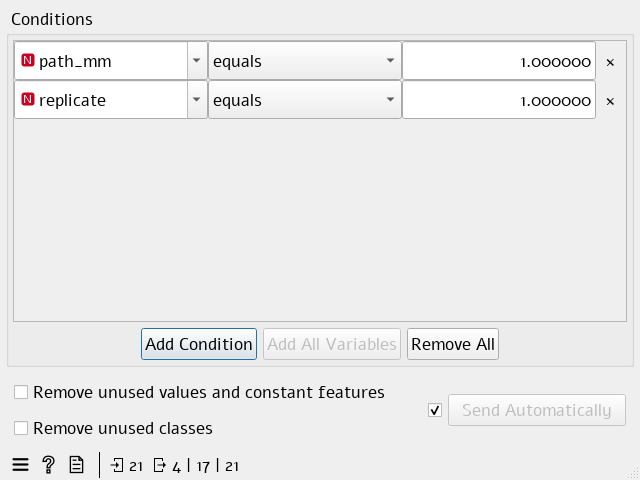 Conditions
N path_mm equals 1.000000 ×
N replicate equals 1.000000 ×
Add Condition Add All Variables Remove All
Remove unused values and constant features
Send Automatically
Remove unused classes
21 4 | 17 | 21